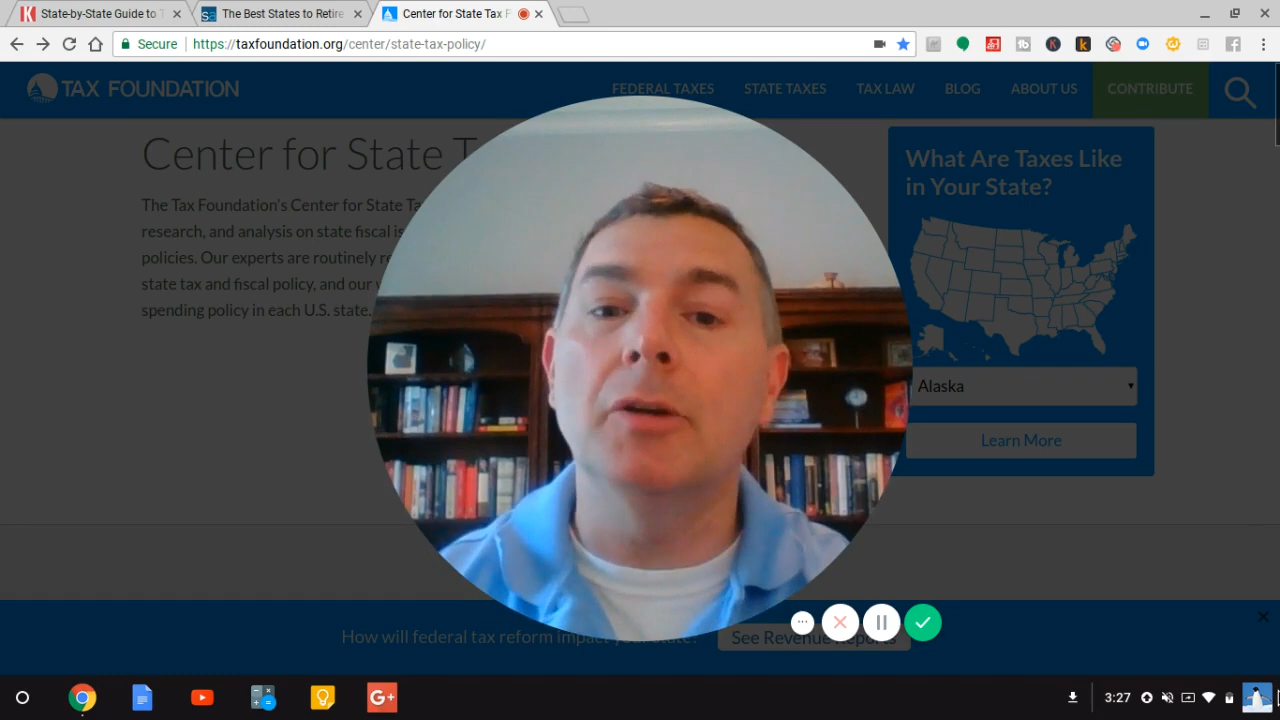 State-by-State Guide to T
The Best States to Retire
Center for State Tax F
Secure
https://taxfoundation.org/center/state-tax-policy/
TAX FOUNDATION
FEDERAL TAXES
STATE TAXES
TAX LAW
BLOG
ABOUT US
CONTRIBUTE
Center for State T
The Tax Foundation's Center for State Ta
research, and analysis on state fiscal is
policies. Our experts are routinely re
state tax and fiscal policy, and our
spending policy in each U.S. state.
What Are Taxes Like
in Your State?
Alaska
Learn More
How will federal tax reform impact your state?
See Revenue Reports
3:27